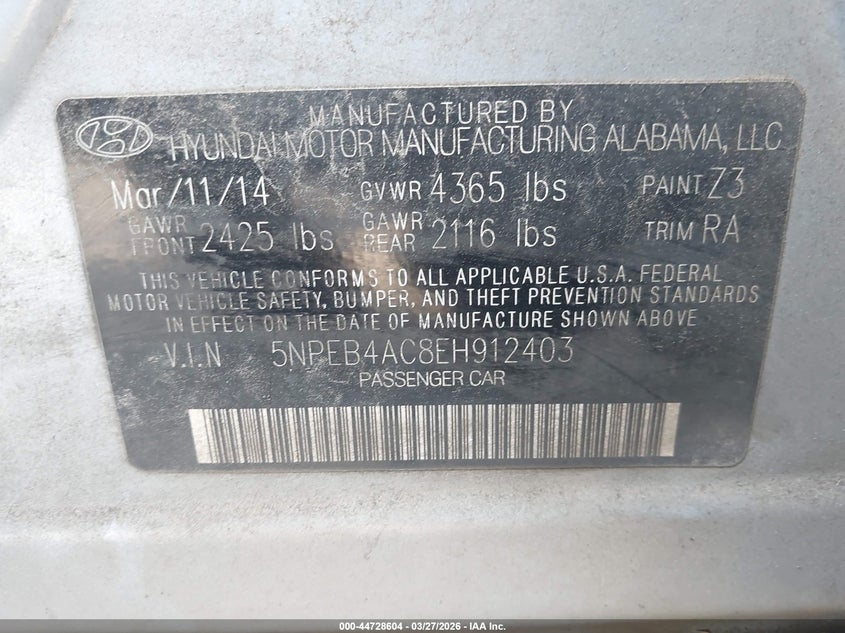 MANUFACTURED BY
HYUNDAI MOTOR MANUFACTURING ALABAMA, LLC
Mar/11/14 GVWR 4365 lbs PAINT Z3
GAWR FRONT 2425 lbs GAWR REAR 2116 lbs TRIM RA
THIS VEHICLE CONFORMS TO ALL APPLICABLE U.S.A. FEDERAL
MOTOR VEHICLE SAFETY, BUMPER, AND THEFT PREVENTION STANDARDS
IN EFFECT ON THE DATE OF MANUFACTURE SHOWN ABOVE
V.I.N 5NPEB4AC8EH912403
PASSENGER CAR
000-44728604 — 03/27/2026 — IAA Inc.